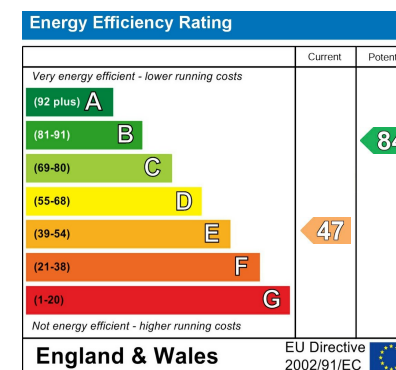 Energy Efficiency Rating
Current Potent
Very energy efficient - lower running costs
(92 plus) A
(81-91) B 84
(69-80) C
(55-68) D
(39-54) E 47
(21-38) F
(1-20) G
Not energy efficient - higher running costs
England & Wales
EU Directive
2002/91/EC